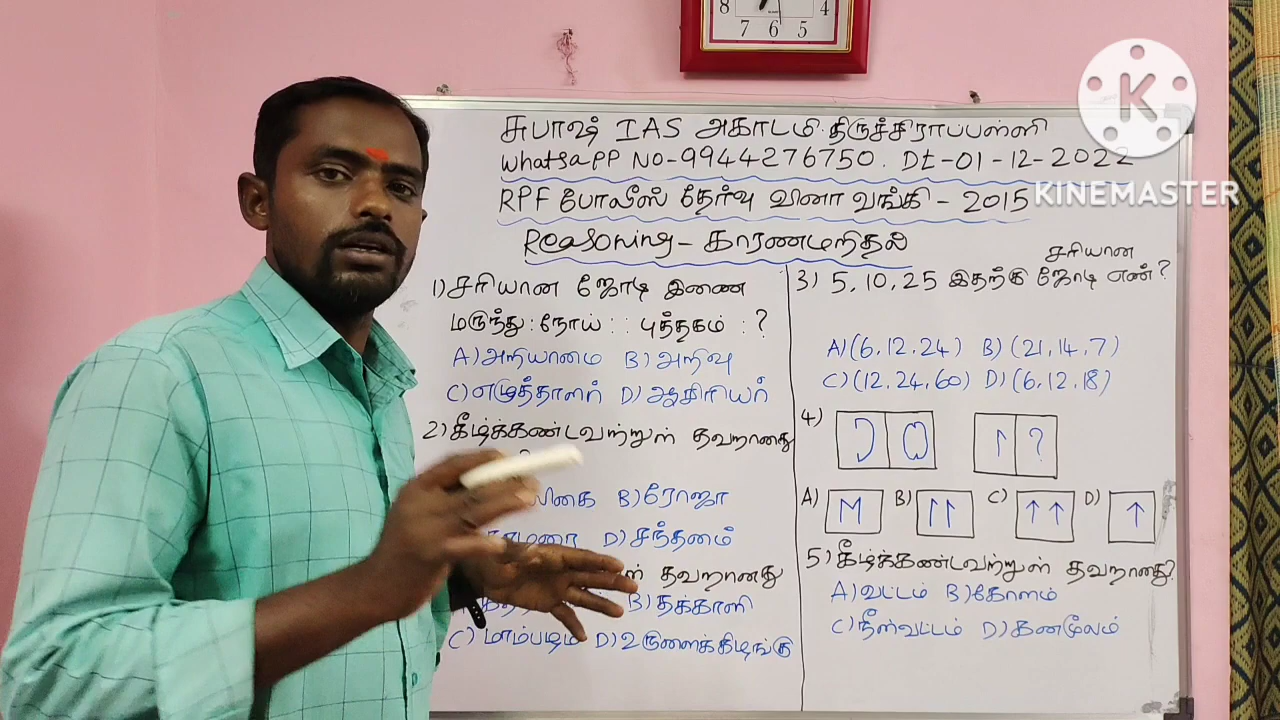 8 4
7 6 5
K
KINEMASTER
சுபாஷ் IAS அகாடமி திருச்சிராப்பள்ளி
WhatsaPP No-9944276750. Dt-01-12-2022
RPF போலீஸ் தேர்வு வினா வங்கி - 2015
Reasoning - காரணமறிதல்
1) சரியான ஜோடி இணை
மருந்து : நோய் : : புத்தகம் : ?
A) அறியாமை B) அறிவு
C) எழுத்தாளர் D) ஆசிரியர்
2) கீழ்க்கண்டவற்றுள் தவறானது
B) ரோஜா
D) சந்தனம்
தவறானது
B) தக்காளி
C) மாம்பழம் D) உருளைக்கிழங்கு
சரியான
3) 5, 10, 25 இதற்கு ஜோடி எண்?
A) (6, 12, 24) B) (21, 14, 7)
C) (12, 24, 60) D) (6, 12, 18)
4) ?
A) B) C) D)
5) கீழ்க்கண்டவற்றுள் தவறானது?
A) வட்டம் B) கோளம்
C) நீள்வட்டம் D) கனமூலம்